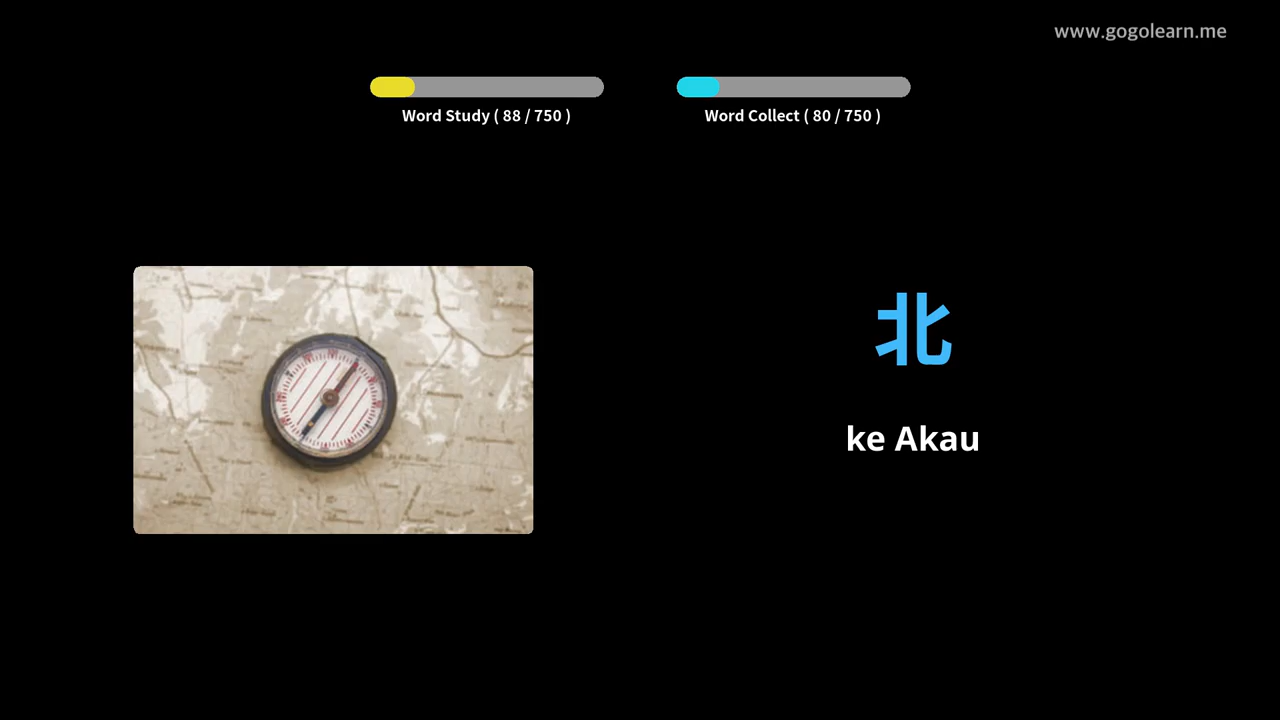 www.gogolearn.me
Word Study ( 88 / 750 )
Word Collect ( 80 / 750 )
北
ke Akau